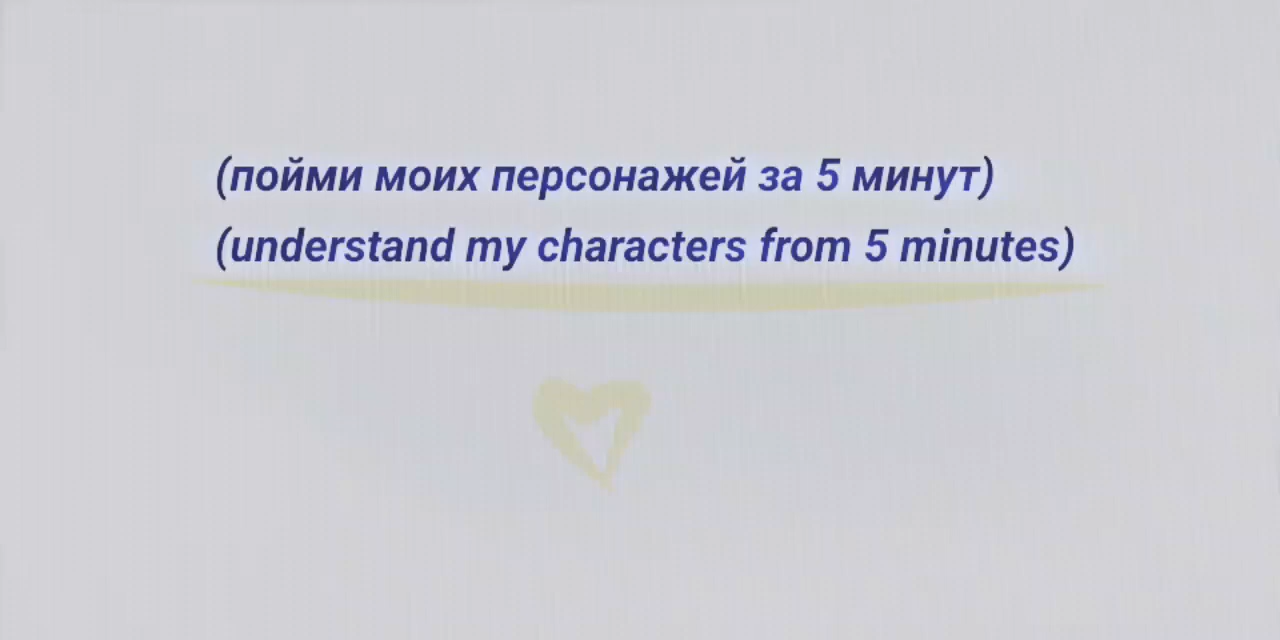 (пойми моих персонажей за 5 минут)
(understand my characters from 5 minutes)